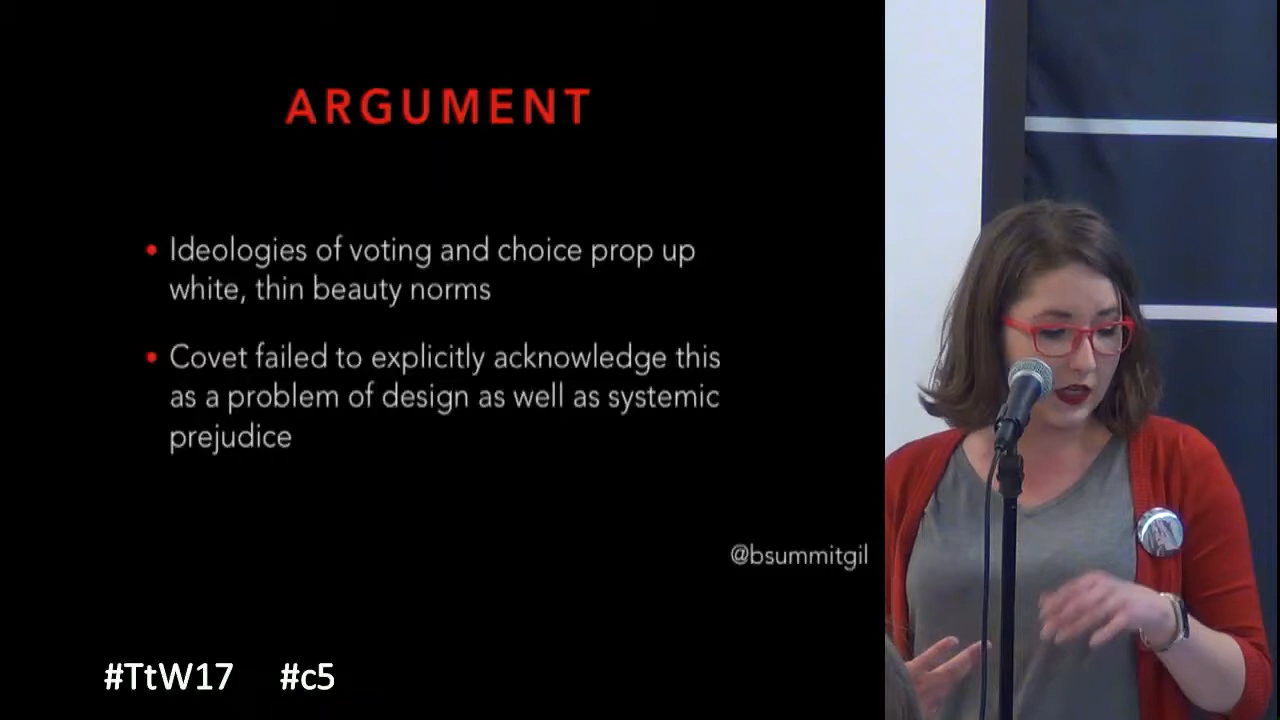 ARGUMENT
• Ideologies of voting and choice prop up
white, thin beauty norms
• Covet failed to explicitly acknowledge this
as a problem of design as well as systemic
prejudice
@bsummitgil
#TtW17 #c5